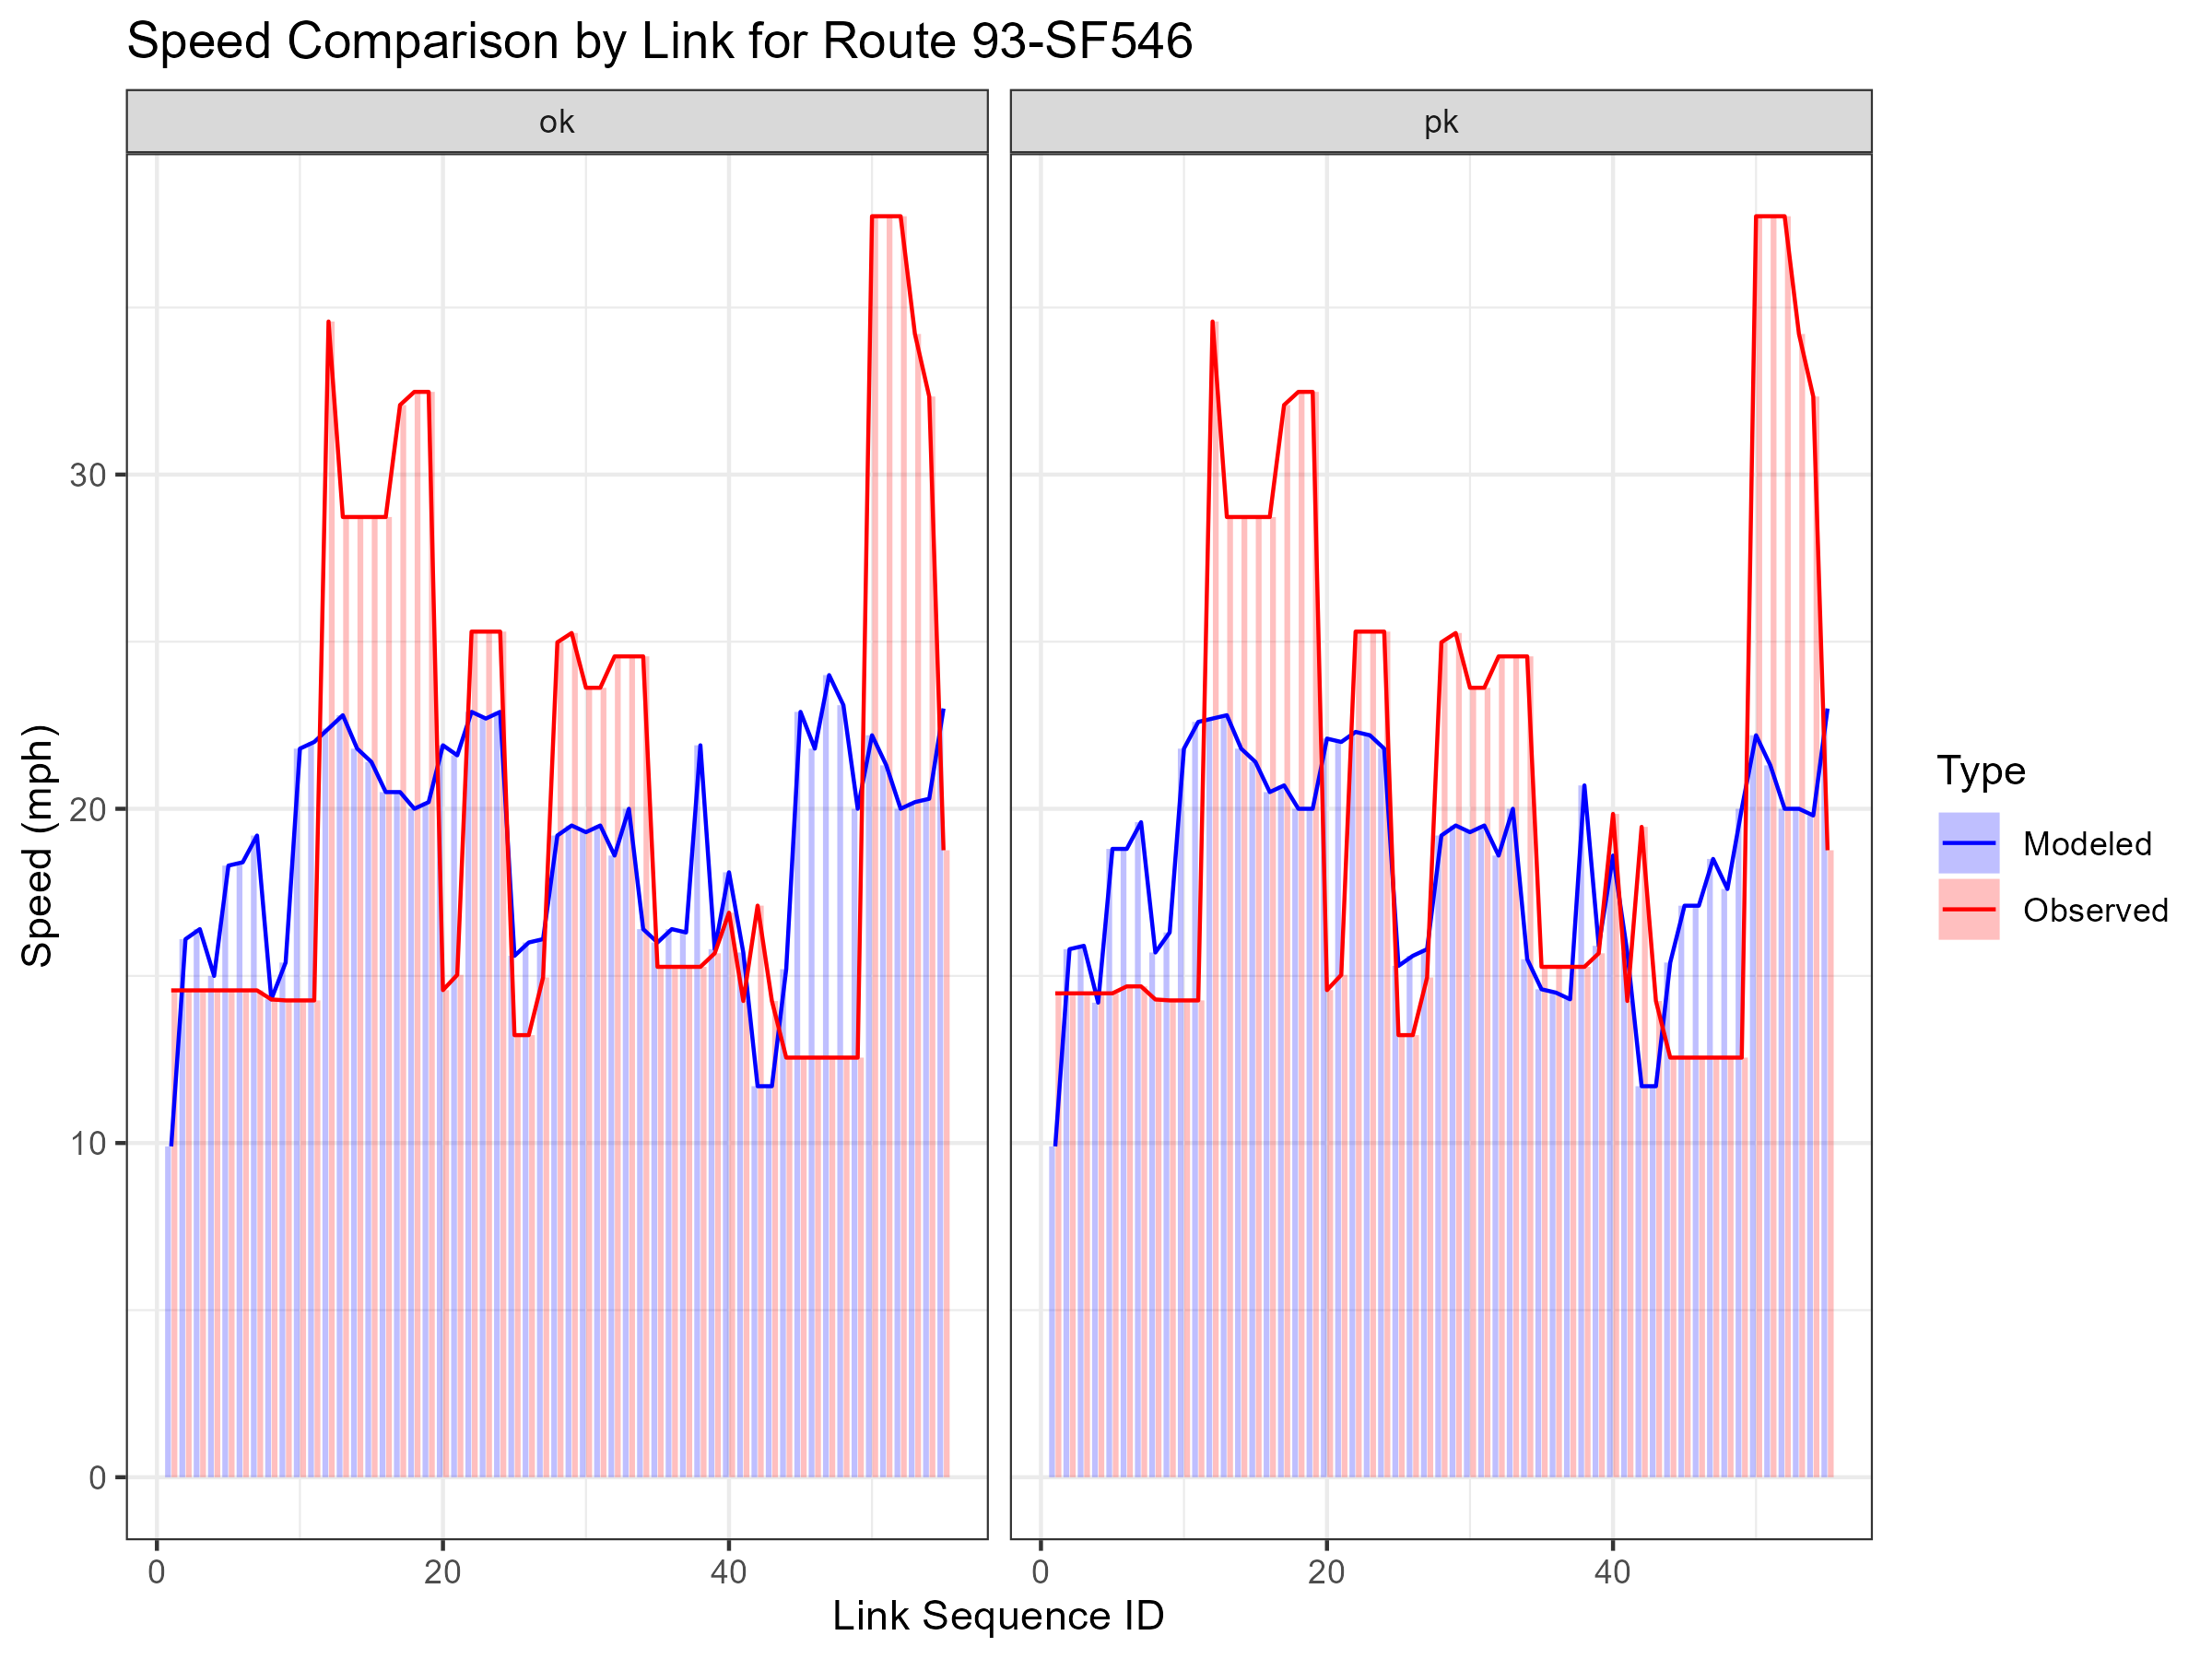 Speed Comparison by Link for Route 93-SF546
ok
pk
Speed (mph)
30
20
10
0
0
20
40
0
20
40
Link Sequence ID
Type
Modeled
Observed